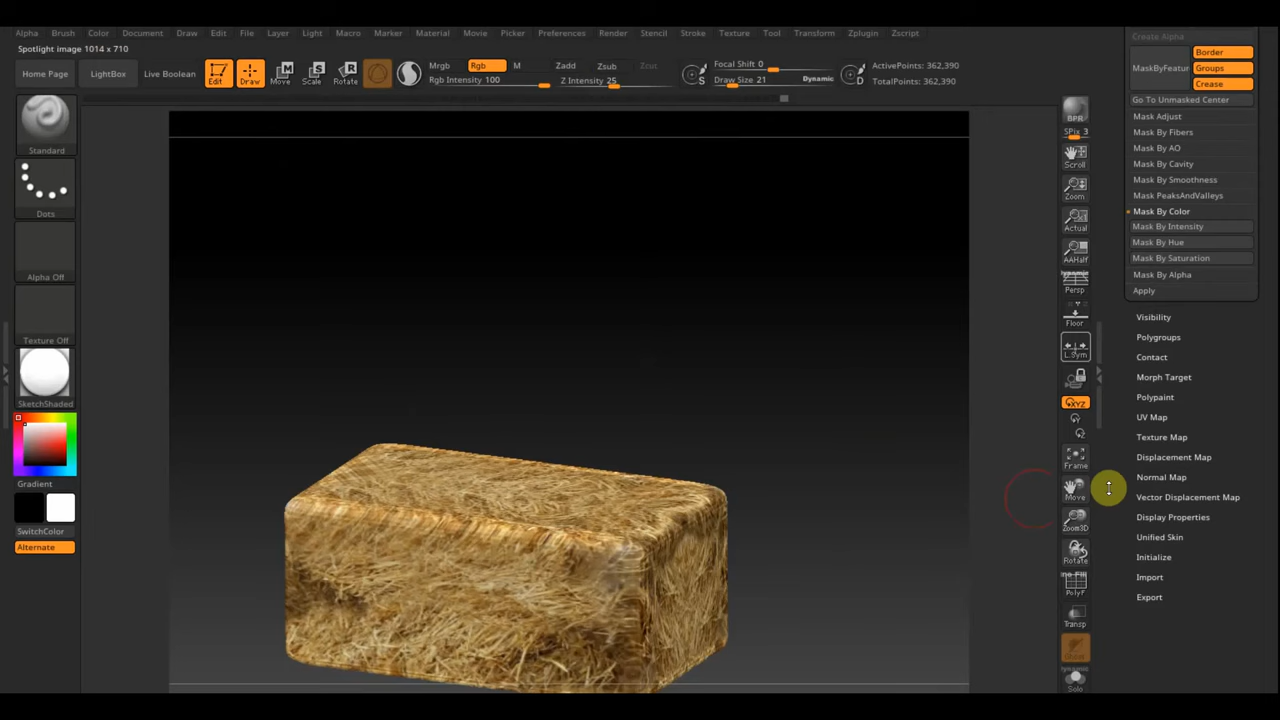 Alpha Brush Color Document Draw Edit File Layer Light Macro Marker Material Movie Picker Preferences Render Stencil Stroke Texture Tool Transform Zplugin Zscript
Spotlight image 1014 x 710
Home Page LightBox Live Boolean Edit Draw Move Scale Rotate
Mrgb Rgb M Zadd Zsub Zcut
Rgb Intensity 100 Z Intensity 25
Focal Shift 0
Draw Size 21 Dynamic
S
D
ActivePoints: 362,390
TotalPoints: 362,390
Standard
Dots
Alpha Off
Texture Off
SketchShaded
Gradient
SwitchColor
Alternate
BPR
SPix 3
Scroll
Zoom
Actual
AAHalf
Persp
Floor
L.Sym
XYZ
Y
Z
Frame
Move
Zoom3D
Rotate
PolyF
Transp
Solo
Create Alpha
MaskByFeatur
Border
Groups
Crease
Go To Unmasked Center
Mask Adjust
Mask By Fibers
Mask By AO
Mask By Cavity
Mask By Smoothness
Mask PeaksAndValleys
Mask By Color
Mask By Intensity
Mask By Hue
Mask By Saturation
Mask By Alpha
Apply
Visibility
Polygroups
Contact
Morph Target
Polypaint
UV Map
Texture Map
Displacement Map
Normal Map
Vector Displacement Map
Display Properties
Unified Skin
Initialize
Import
Export